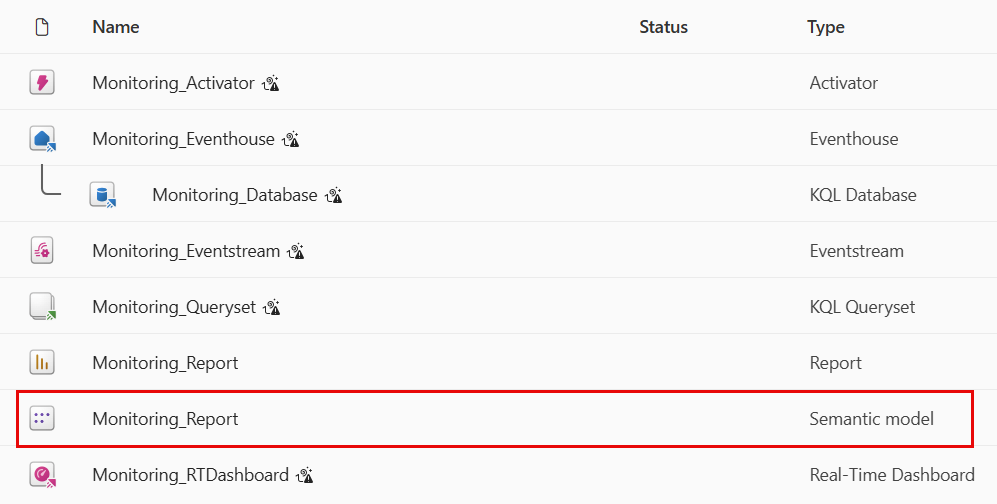 Name Status Type
Monitoring_Activator Activator
Monitoring_Eventhouse Eventhouse
Monitoring_Database KQL Database
Monitoring_Eventstream Eventstream
Monitoring_Queryset KQL Queryset
Monitoring_Report Report
Monitoring_Report Semantic model
Monitoring_RTDashboard Real-Time Dashboard